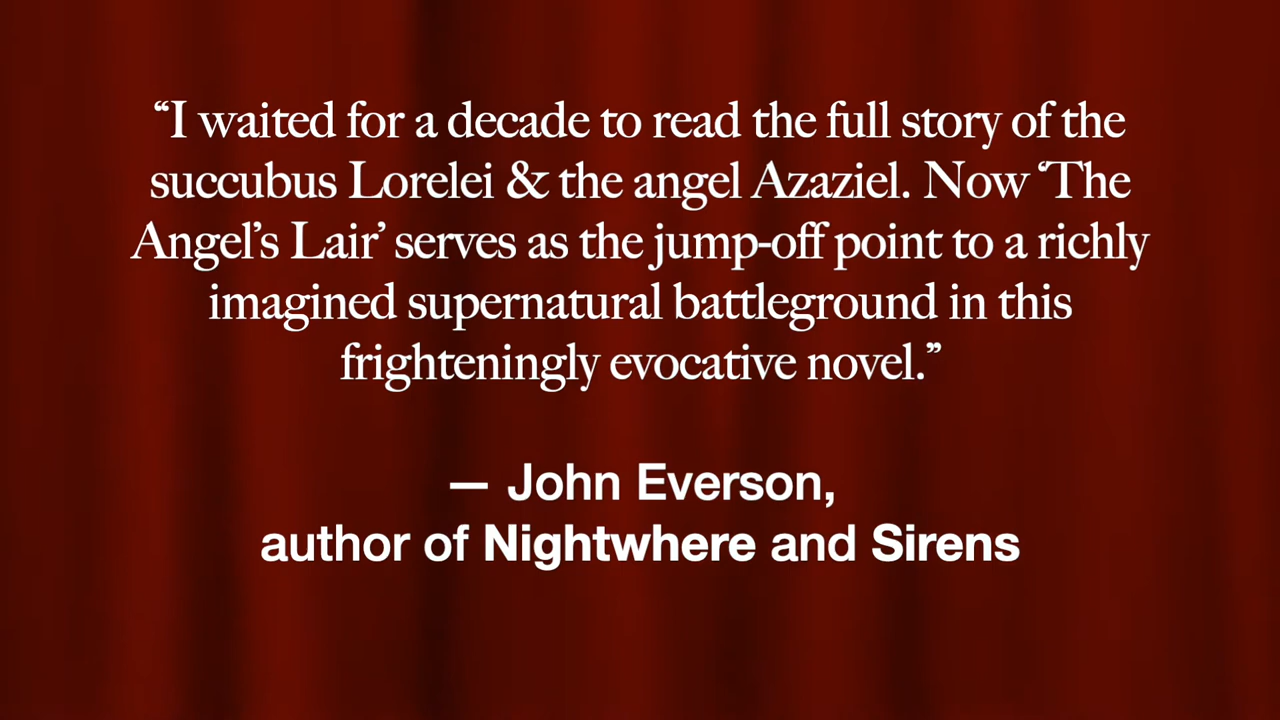 “I waited for a decade to read the full story of the
succubus Lorelei & the angel Azaziel. Now ‘The
Angel’s Lair’ serves as the jump-off point to a richly
imagined supernatural battleground in this
frighteningly evocative novel.”
— John Everson,
author of Nightwhere and Sirens